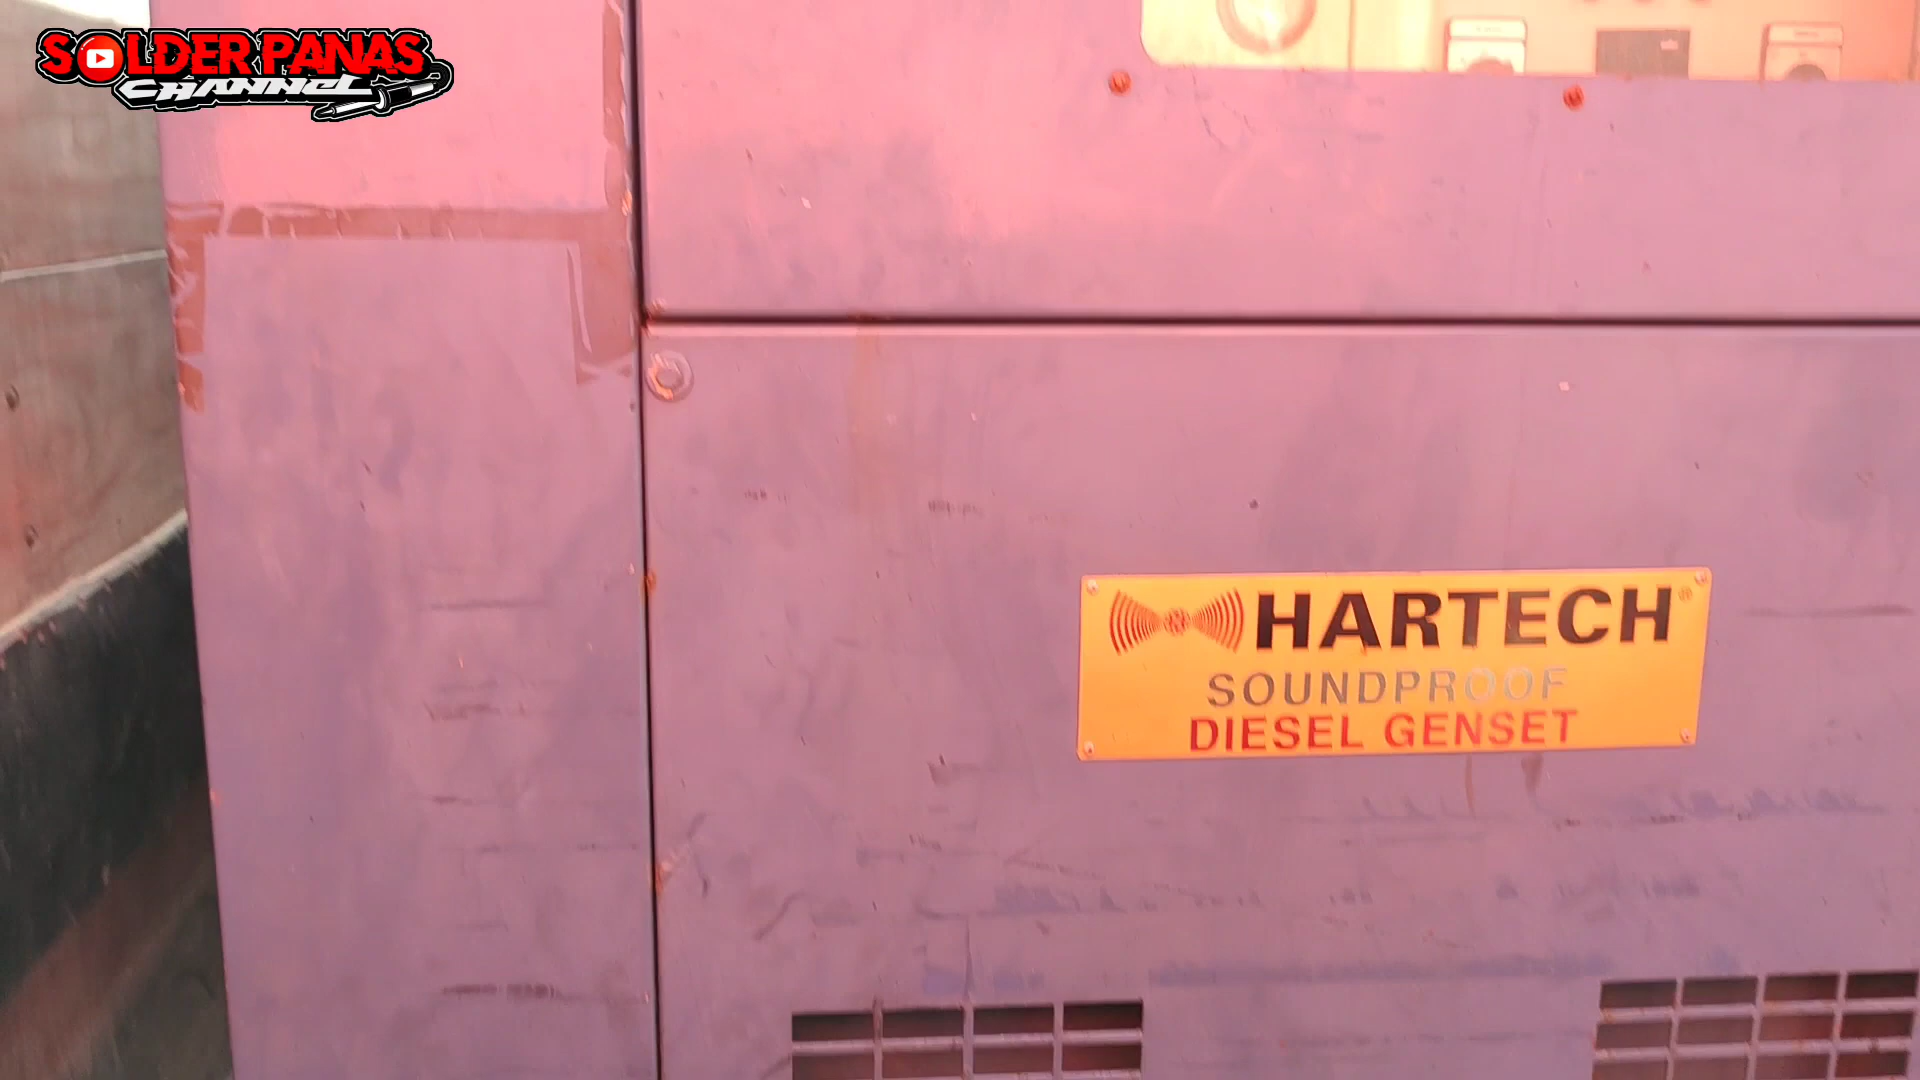 SOLDER PANAS
CHANNEL
HARTECH®
SOUNDPROOF
DIESEL GENSET